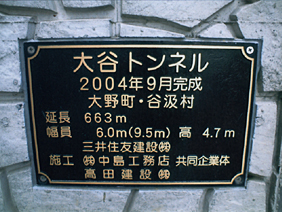 大谷トンネル
2004年9月完成
大野町・谷汲村
延長 663m
幅員 6.0m(9.5m) 高 4.7m
三井住友建設㈱
施工 ㈱中島工務店 共同企業体
高田建設㈱